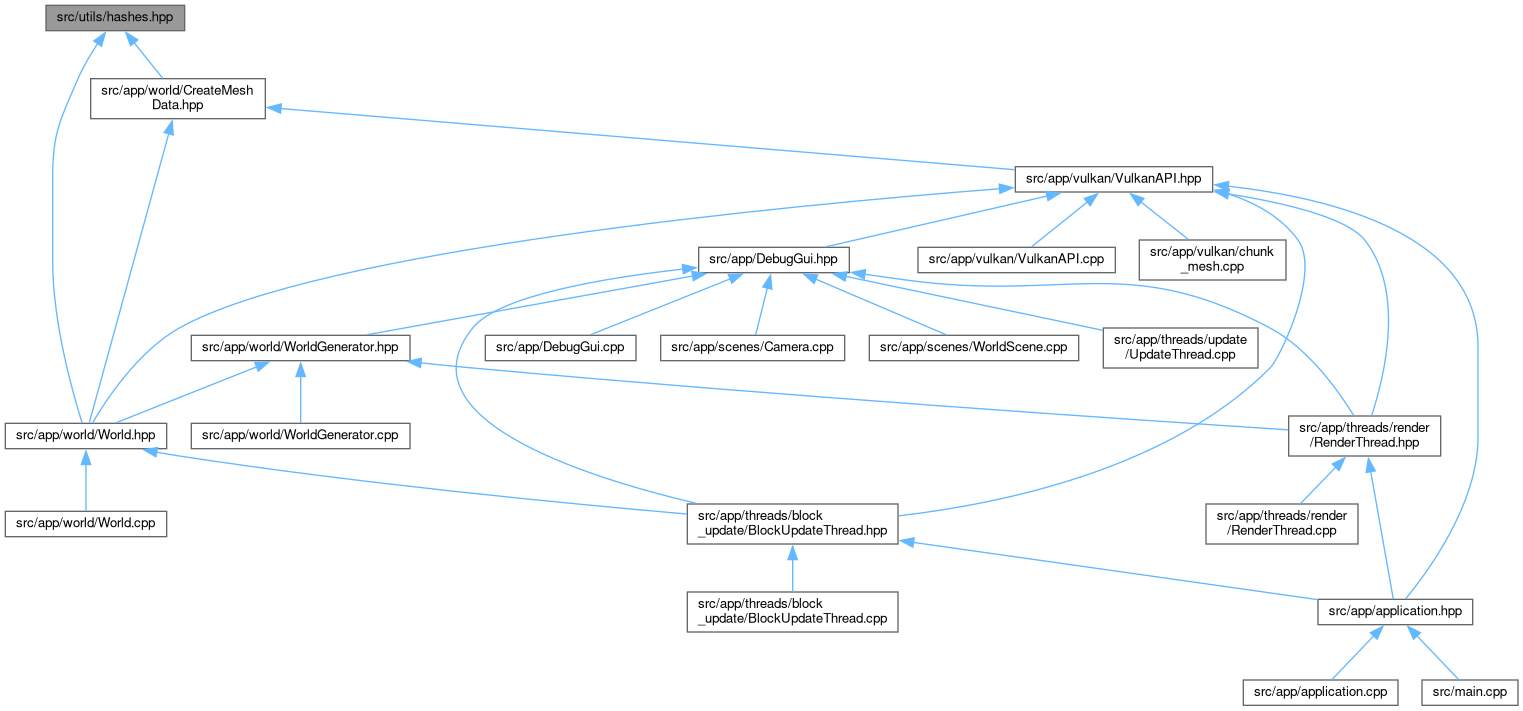 src/utils/hashes.hpp
src/app/world/CreateMesh
Data.hpp
src/app/vulkan/VulkanAPI.hpp
src/app/DebugGui.hpp
src/app/vulkan/VulkanAPI.cpp
src/app/vulkan/chunk
_mesh.cpp
src/app/world/WorldGenerator.hpp
src/app/DebugGui.cpp
src/app/scenes/Camera.cpp
src/app/scenes/WorldScene.cpp
src/app/threads/update
/UpdateThread.cpp
src/app/world/World.hpp
src/app/world/WorldGenerator.cpp
src/app/threads/render
/RenderThread.hpp
src/app/world/World.cpp
src/app/threads/block
_update/BlockUpdateThread.hpp
src/app/threads/render
/RenderThread.cpp
src/app/threads/block
_update/BlockUpdateThread.cpp
src/app/application.hpp
src/app/application.cpp
src/main.cpp